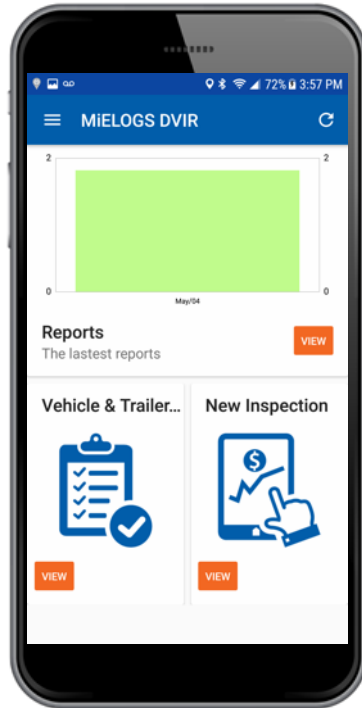 72% 3:57 PM
MiELOGS DVIR
2 2
0 0
May/04
Reports
The lastest reports
VIEW
Vehicle & Trailer...
New Inspection
$
VIEW
VIEW